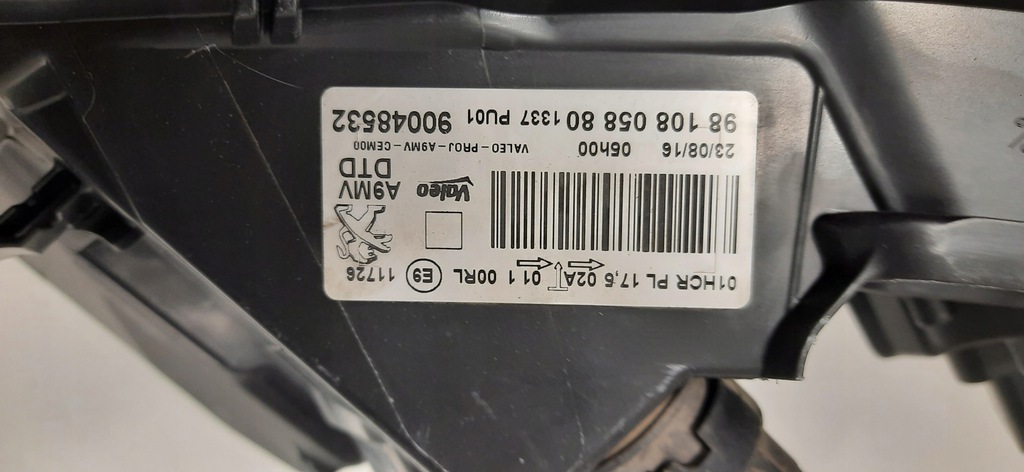 01HCR PL 17,5 02A 01 1 00RL E9 11726
Valeo
A9MV
DTD
23/08/16 05h00 VALEO-PROJ-A9MV-CEM00
98 108 058 80 1337 PU01 90048532